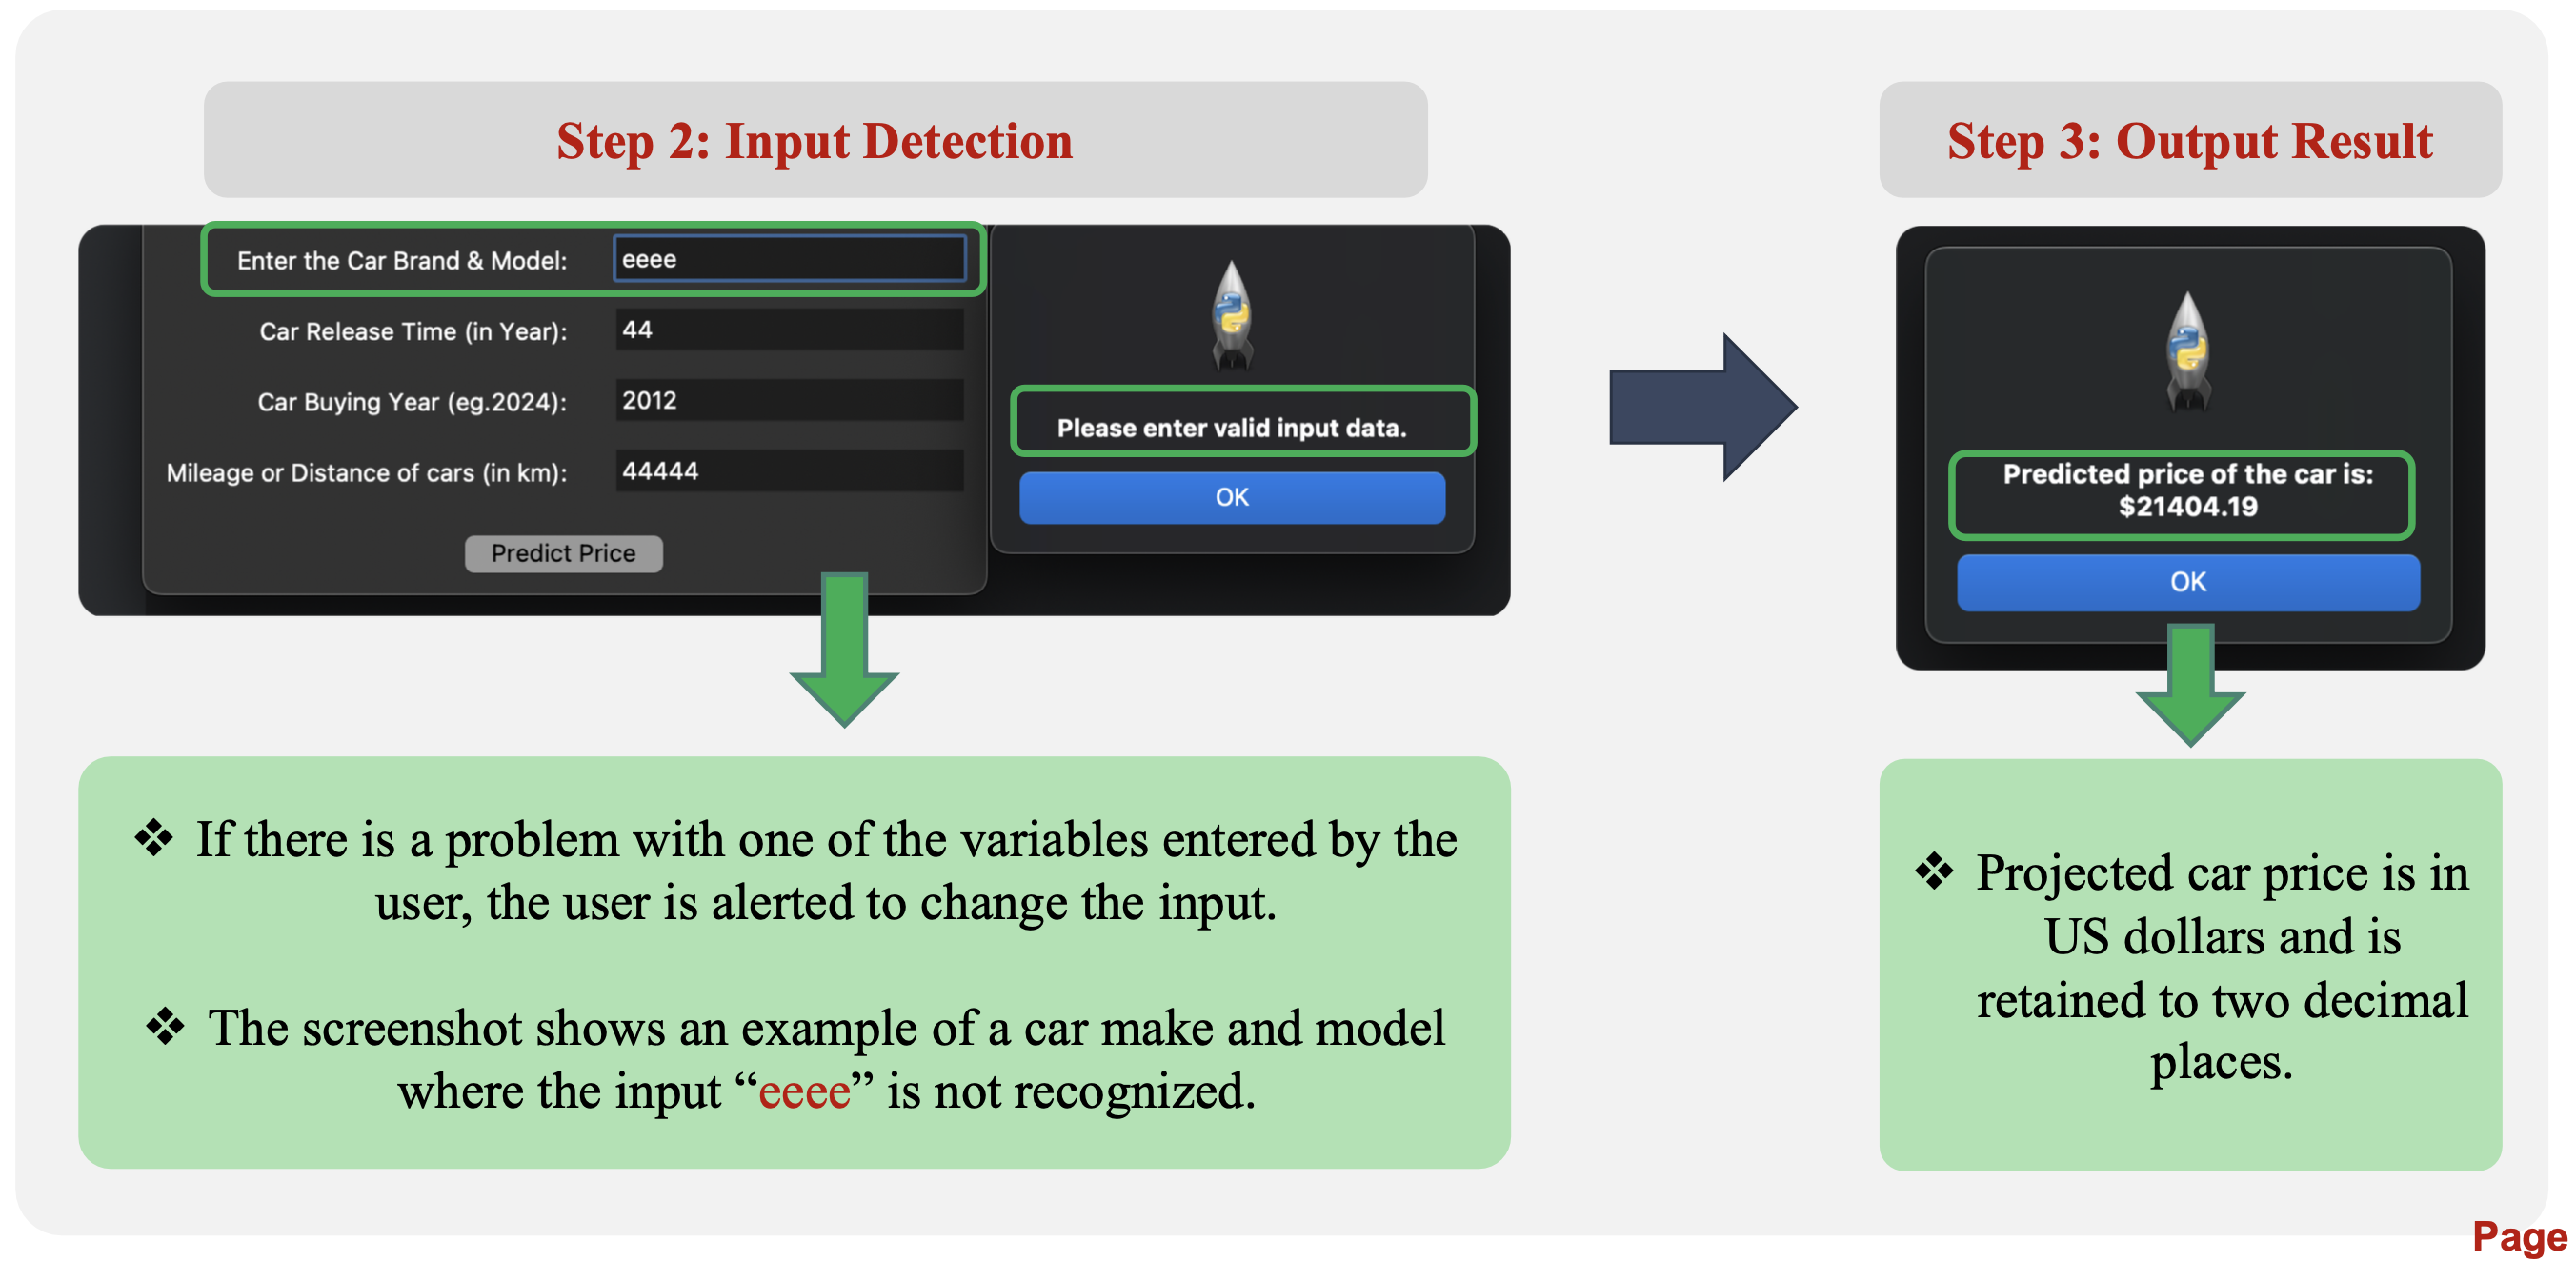 Step 2: Input Detection
Enter the Car Brand & Model: eeee
Car Release Time (in Year): 44
Car Buying Year (eg.2024): 2012
Mileage or Distance of cars (in km): 44444
Predict Price
Please enter valid input data.
OK
❖ If there is a problem with one of the variables entered by the
user, the user is alerted to change the input.
❖ The screenshot shows an example of a car make and model
where the input “eeee” is not recognized.
Step 3: Output Result
Predicted price of the car is:
$21404.19
OK
❖ Projected car price is in
US dollars and is
retained to two decimal
places.
Page